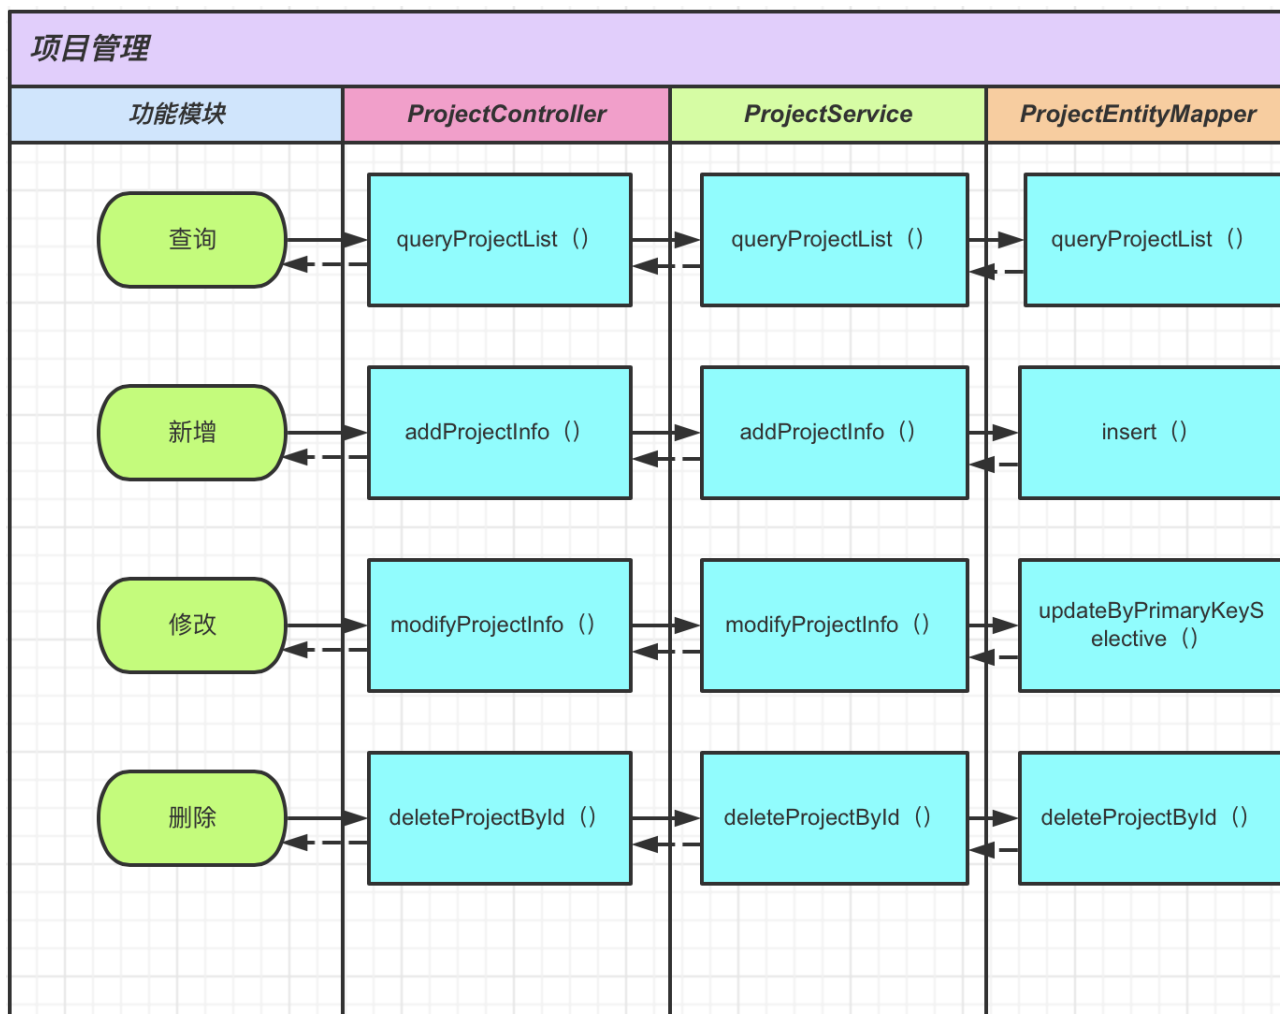 项目管理
功能模块
ProjectController
ProjectService
ProjectEntityMapper
查询
queryProjectList（）
queryProjectList（）
queryProjectList（）
新增
addProjectInfo（）
addProjectInfo（）
insert（）
修改
modifyProjectInfo（）
modifyProjectInfo（）
updateByPrimaryKeyS
elective（）
删除
deleteProjectById（）
deleteProjectById（）
deleteProjectById（）